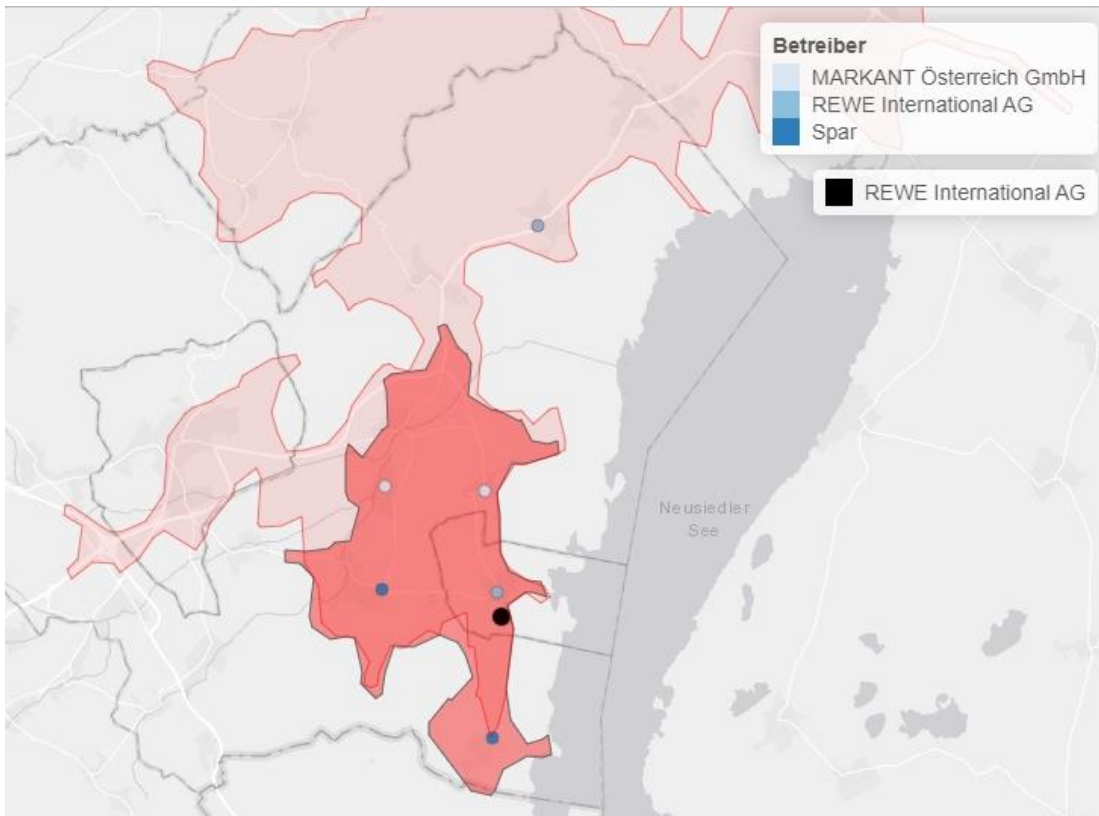 Betreiber
MARKANT Österreich GmbH
REWE International AG
Spar
REWE International AG
Neusiedler
See